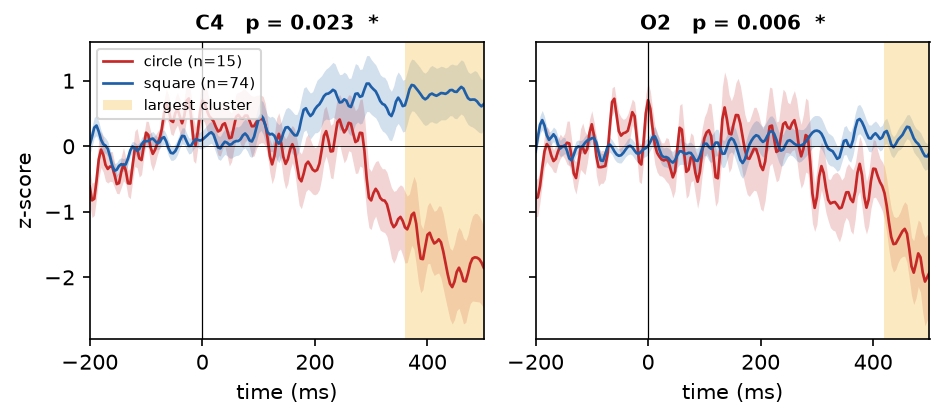 C4   p = 0.023  *
circle (n=15)
square (n=74)
largest cluster
z-score
1
0
−1
−2
−200
0
200
400
time (ms)
O2   p = 0.006  *
−200
0
200
400
time (ms)